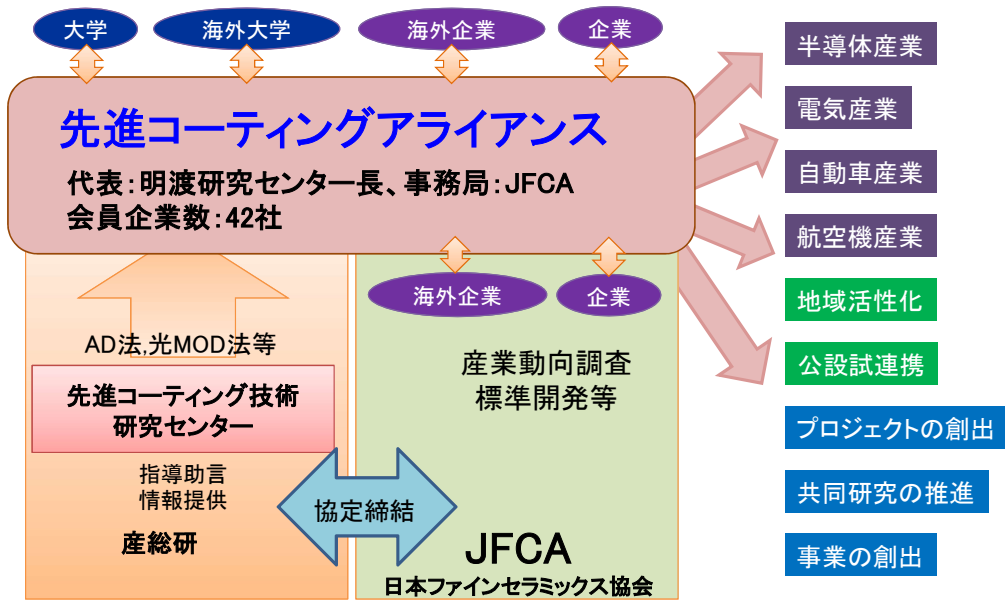 大学
海外大学
海外企業
企業
先進コーティングアライアンス
代表：明渡研究センター長、事務局：JFCA
会員企業数：42社
海外企業
企業
AD法,光MOD法等
先進コーティング技術
研究センター
指導助言
情報提供
産総研
協定締結
産業動向調査
標準開発等
JFCA
日本ファインセラミックス協会
半導体産業
電気産業
自動車産業
航空機産業
地域活性化
公設試連携
プロジェクトの創出
共同研究の推進
事業の創出